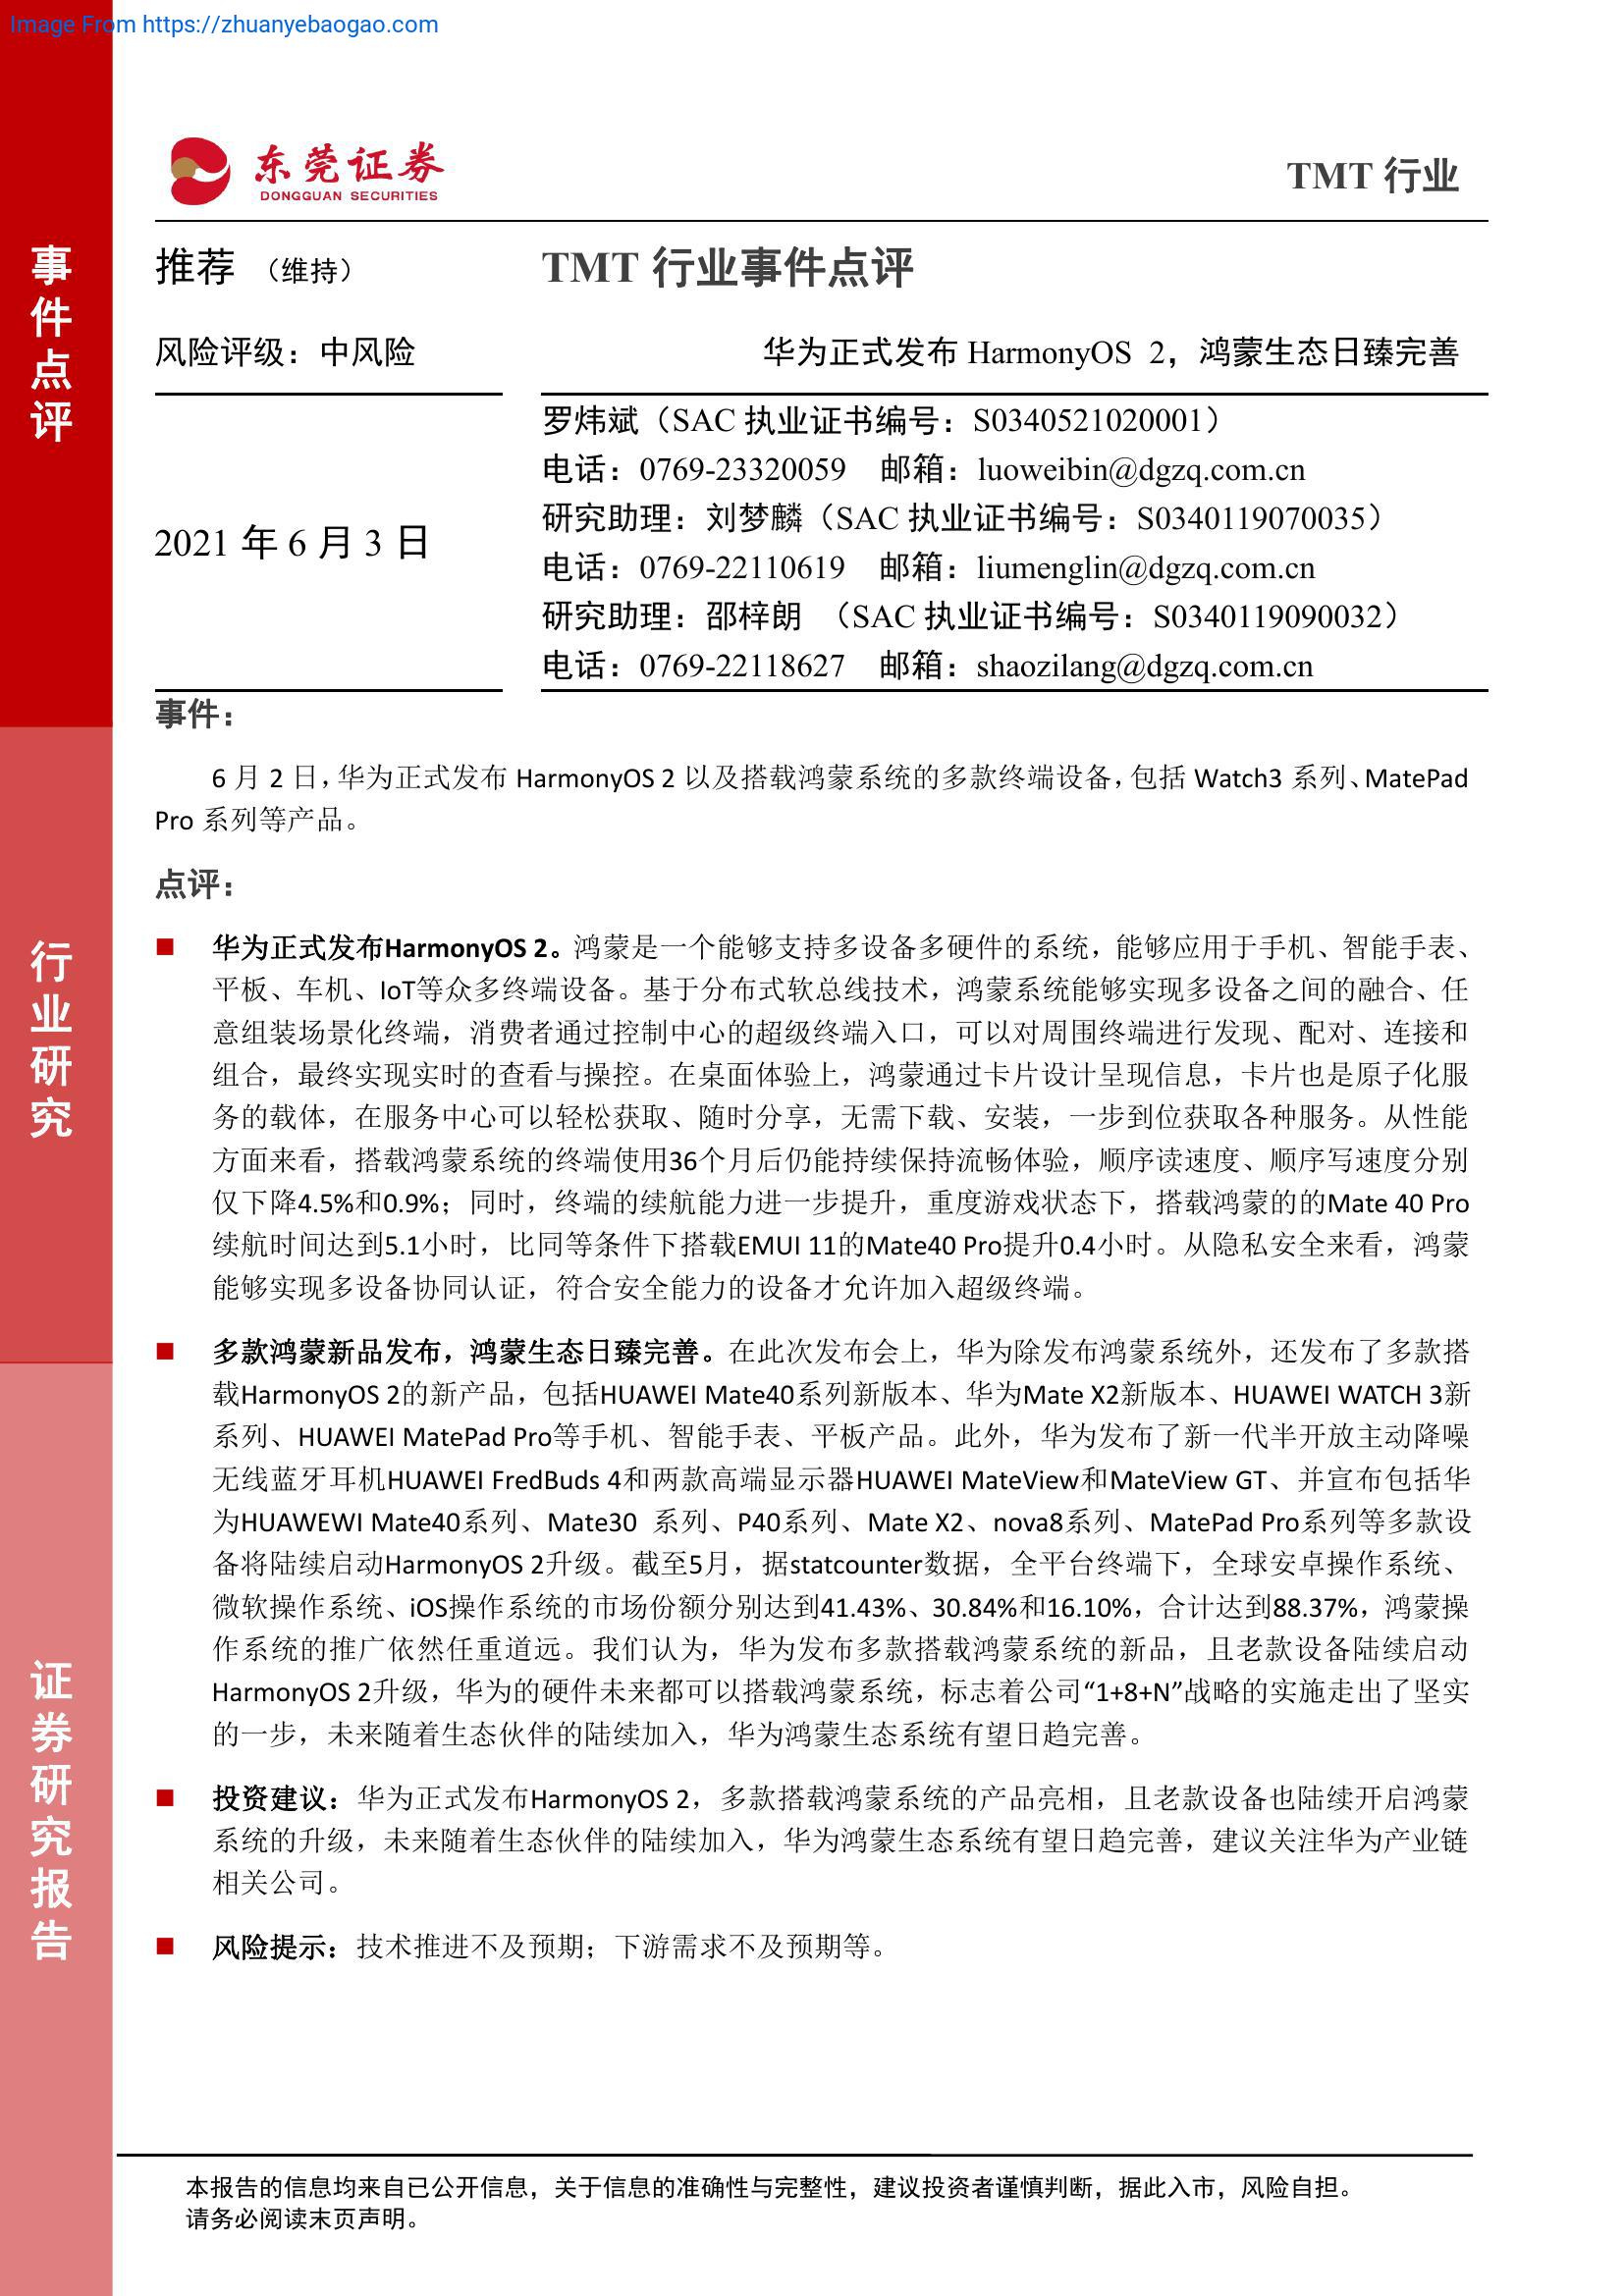 Image From https://zhuanyebaogao.com
东莞证券
DONGGUAN SECURITIES
TMT 行业
事件点评
行业研究
证券研究报告
推荐 （维持）
TMT 行业事件点评
风险评级：中风险
华为正式发布 HarmonyOS 2，鸿蒙生态日臻完善
2021 年 6 月 3 日
罗炜斌（SAC 执业证书编号：S0340521020001）
电话：0769-23320059 邮箱：luoweibin@dgzq.com.cn
研究助理：刘梦麟（SAC 执业证书编号：S0340119070035）
电话：0769-22110619 邮箱：liumenglin@dgzq.com.cn
研究助理：邵梓朗 （SAC 执业证书编号：S0340119090032）
电话：0769-22118627 邮箱：shaozilang@dgzq.com.cn
事件：
6 月 2 日，华为正式发布 HarmonyOS 2 以及搭载鸿蒙系统的多款终端设备，包括 Watch3 系列、MatePad
Pro 系列等产品。
点评：
■ 华为正式发布HarmonyOS 2。鸿蒙是一个能够支持多设备多硬件的系统，能够应用于手机、智能手表、
平板、车机、IoT等众多终端设备。基于分布式软总线技术，鸿蒙系统能够实现多设备之间的融合、任
意组装场景化终端，消费者通过控制中心的超级终端入口，可以对周围终端进行发现、配对、连接和
组合，最终实现实时的查看与操控。在桌面体验上，鸿蒙通过卡片设计呈现信息，卡片也是原子化服
务的载体，在服务中心可以轻松获取、随时分享，无需下载、安装，一步到位获取各种服务。从性能
方面来看，搭载鸿蒙系统的终端使用36个月后仍能持续保持流畅体验，顺序读速度、顺序写速度分别
仅下降4.5%和0.9%；同时，终端的续航能力进一步提升，重度游戏状态下，搭载鸿蒙的的Mate 40 Pro
续航时间达到5.1小时，比同等条件下搭载EMUI 11的Mate40 Pro提升0.4小时。从隐私安全来看，鸿蒙
能够实现多设备协同认证，符合安全能力的设备才允许加入超级终端。
■ 多款鸿蒙新品发布，鸿蒙生态日臻完善。在此次发布会上，华为除发布鸿蒙系统外，还发布了多款搭
载HarmonyOS 2的新产品，包括HUAWEI Mate40系列新版本、华为Mate X2新版本、HUAWEI WATCH 3新
系列、HUAWEI MatePad Pro等手机、智能手表、平板产品。此外，华为发布了新一代半开放主动降噪
无线蓝牙耳机HUAWEI FredBuds 4和两款高端显示器HUAWEI MateView和MateView GT、并宣布包括华
为HUAWEWI Mate40系列、Mate30 系列、P40系列、Mate X2、nova8系列、MatePad Pro系列等多款设
备将陆续启动HarmonyOS 2升级。截至5月，据statcounter数据，全平台终端下，全球安卓操作系统、
微软操作系统、iOS操作系统的市场份额分别达到41.43%、30.84%和16.10%，合计达到88.37%，鸿蒙操
作系统的推广依然任重道远。我们认为，华为发布多款搭载鸿蒙系统的新品，且老款设备陆续启动
HarmonyOS 2升级，华为的硬件未来都可以搭载鸿蒙系统，标志着公司“1+8+N”战略的实施走出了坚实
的一步，未来随着生态伙伴的陆续加入，华为鸿蒙生态系统有望日趋完善。
■ 投资建议：华为正式发布HarmonyOS 2，多款搭载鸿蒙系统的产品亮相，且老款设备也陆续开启鸿蒙
系统的升级，未来随着生态伙伴的陆续加入，华为鸿蒙生态系统有望日趋完善，建议关注华为产业链
相关公司。
■ 风险提示：技术推进不及预期；下游需求不及预期等。
本报告的信息均来自已公开信息，关于信息的准确性与完整性，建议投资者谨慎判断，据此入市，风险自担。
请务必阅读末页声明。